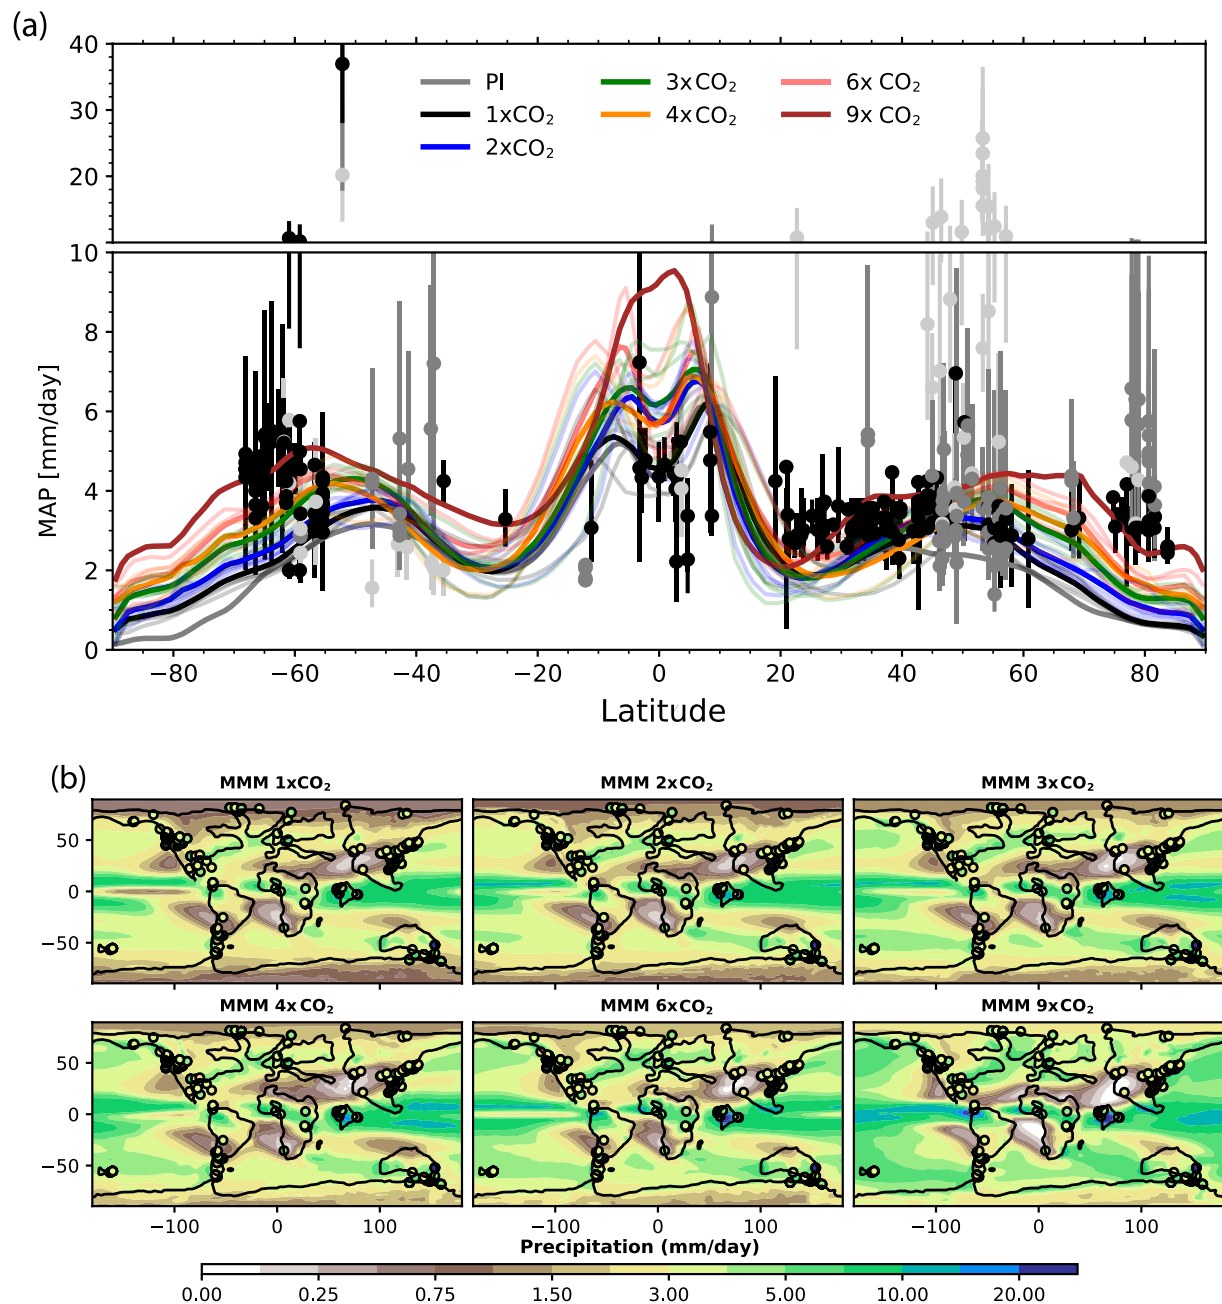 (a)
40
30
20
PI
1xCO₂
2xCO₂
3xCO₂
4xCO₂
6x CO₂
9x CO₂
10
8
6
4
2
0
MAP [mm/day]
−80 −60 −40 −20 0 20 40 60 80
Latitude
(b)
MMM 1xCO₂ MMM 2xCO₂ MMM 3xCO₂
50
0
−50
MMM 4xCO₂ MMM 6xCO₂ MMM 9xCO₂
50
0
−50
−100 0 100 −100 0 100 −100 0 100
Precipitation (mm/day)
0.00 0.25 0.75 1.50 3.00 5.00 10.00 20.00